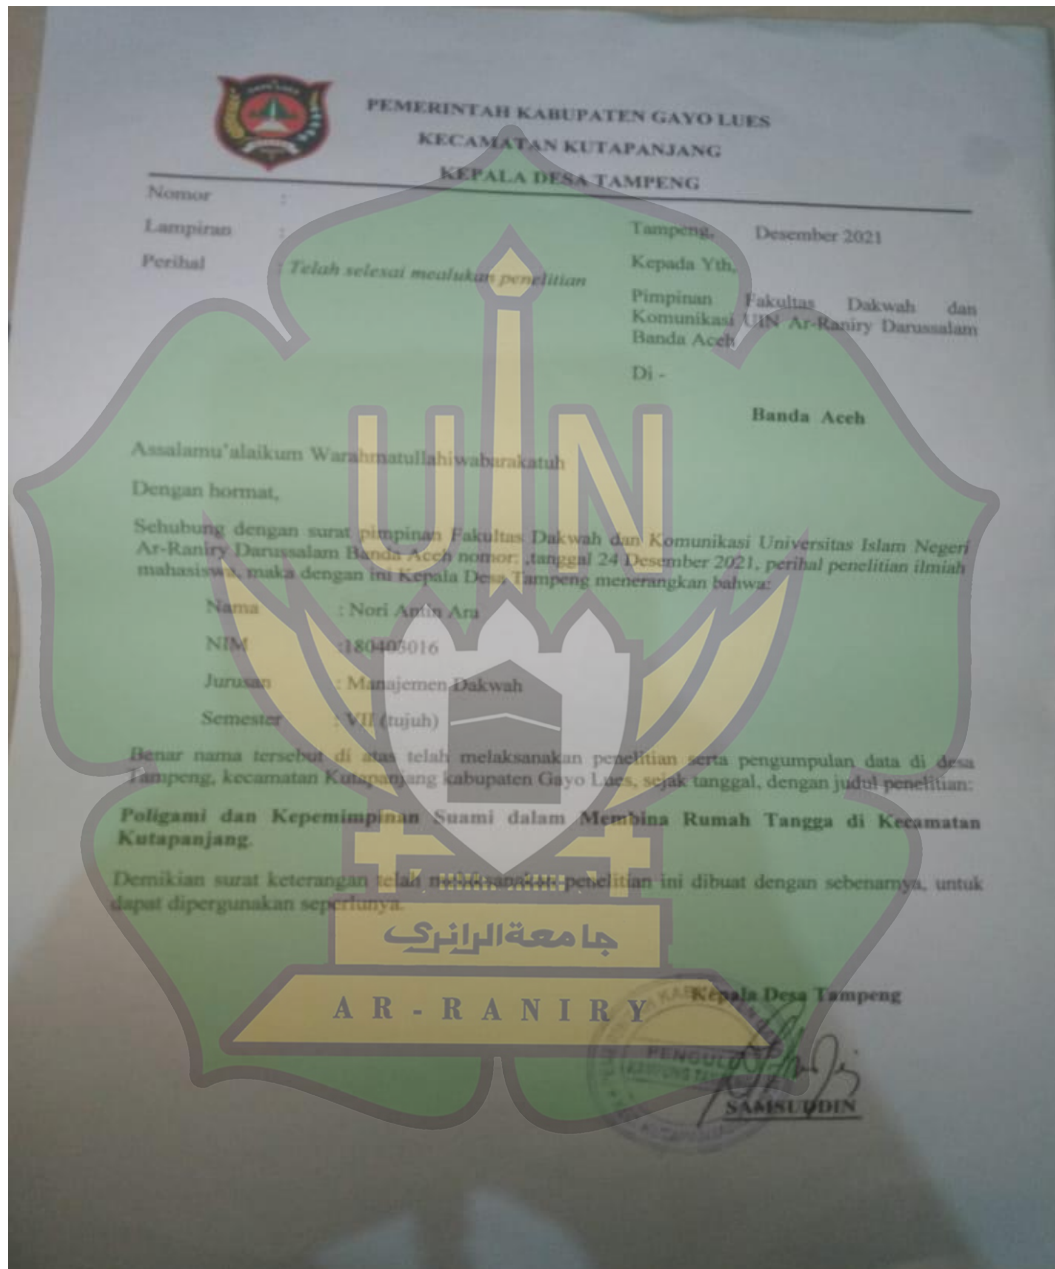 PEMERINTAH KABUPATEN GAYO LUES
KECAMATAN KUTAPANJANG
KEPALA DESA TAMPENG
Nomor :
Lampiran :
Perihal : Telah selesai mealukan penelitian
Tampeng, Desember 2021
Kepada Yth,
Pimpinan Fakultas Dakwah dan
Komunikasi UIN Ar-Raniry Darussalam
Banda Aceh
Di -
Banda Aceh
Assalamu'alaikum Warahmatullahiwabarakatuh
Dengan hormat,
Sehubung dengan surat pimpinan Fakultas Dakwah dan Komunikasi Universitas Islam Negeri
Ar-Raniry Darussalam Banda Aceh nomor: ,tanggal 24 Desember 2021, perihal penelitian ilmiah
mahasiswa, maka dengan ini Kepala Desa Tampeng menerangkan bahwa:
Nama : Nori Ara
NIM :180403016
Jurusan : Manajemen Dakwah
Semester : VII (tujuh)
Benar nama tersebut di atas telah melaksanakan penelitian serta pengumpulan data di desa
Tampeng, kecamatan Kutapanjang kabupaten Gayo Lues, sejak tanggal, dengan judul penelitian:
Poligami dan Kepemimpinan Suami dalam Membina Rumah Tangga di Kecamatan
Kutapanjang.
Demikian surat keterangan telah melaksanakan penelitian ini dibuat dengan sebenarnya, untuk
dapat dipergunakan seperlunya.
Kepala Desa Tampeng
SAMSUDDIN
UIN
جامعةالرانري
AR-RANIRY